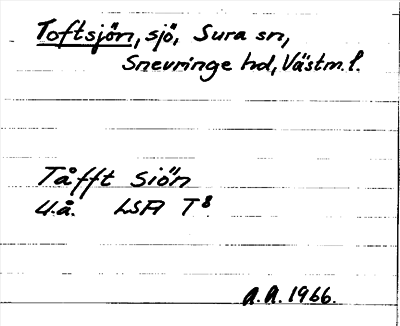 Toftsjön, sjö, Sura sn,
Snevringe hd, Västm. l.
Tåfft Siön
U.å. LSA T8
A.A. 1966.